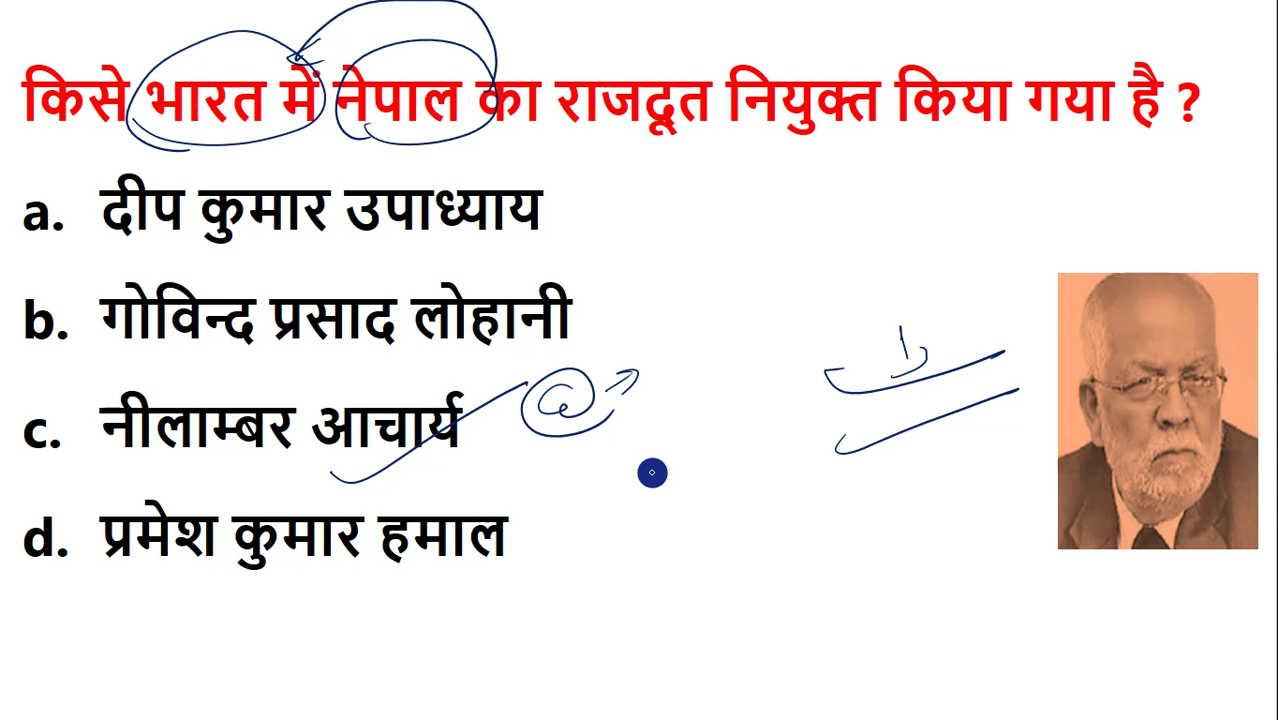 किसे भारत में नेपाल का राजदूत नियुक्त किया गया है ?
a. दीप कुमार उपाध्याय
b. गोविन्द प्रसाद लोहानी
c. नीलाम्बर आचार्य
d. प्रमेश कुमार हमाल